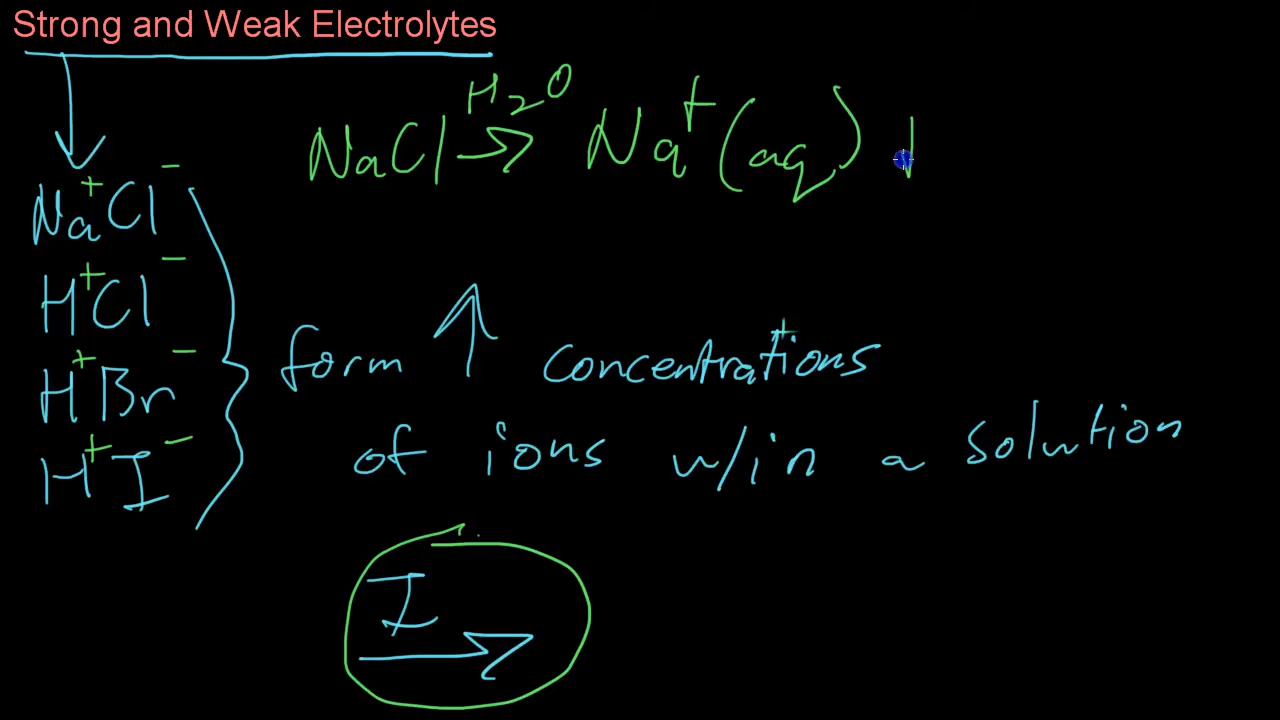 Strong and Weak Electrolytes
NaCl →H₂O Na⁺(aq)
Na⁺Cl⁻
H⁺Cl⁻
H⁺Br⁻
H⁺I⁻
form ↑ concentrations
of ions w/in a solution
I →